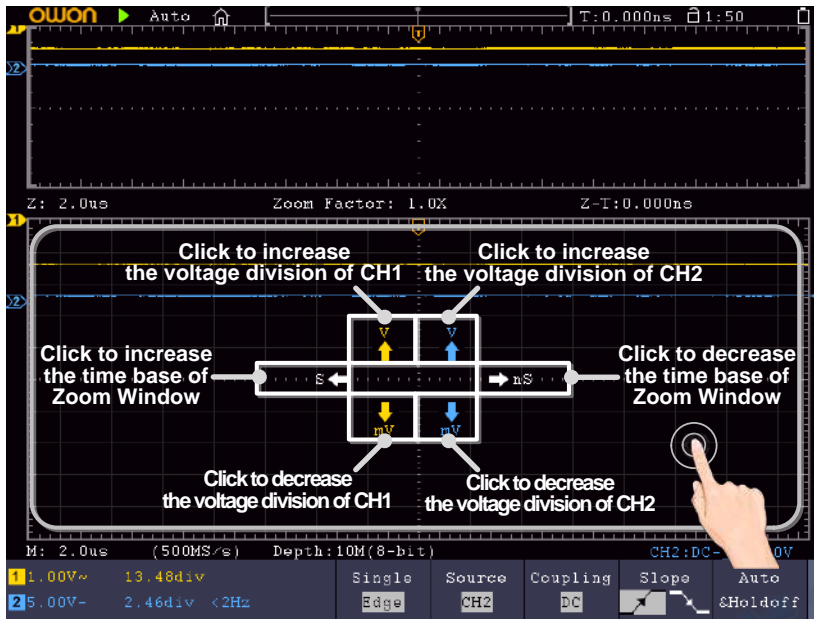 owon Auto T:0.000ns 1:50
T
1
2
Z: 2.0us Zoom Factor: 1.0X Z-T:0.000ns
1
Click to increase
the voltage division of CH1
Click to increase
the voltage division of CH2
2
V V
Click to increase
the time base of
Zoom Window
S nS
Click to decrease
the time base of
Zoom Window
mV mV
Click to decrease
the voltage division of CH1
Click to decrease
the voltage division of CH2
M: 2.0us (500MS/s) Depth:10M(8-bit) CH2:DC- 0V
1 1.00V~ 13.48div
2 5.00V- 2.46div <2Hz
Single
Edge
Source
CH2
Coupling
DC
Slope
Auto
&Holdoff